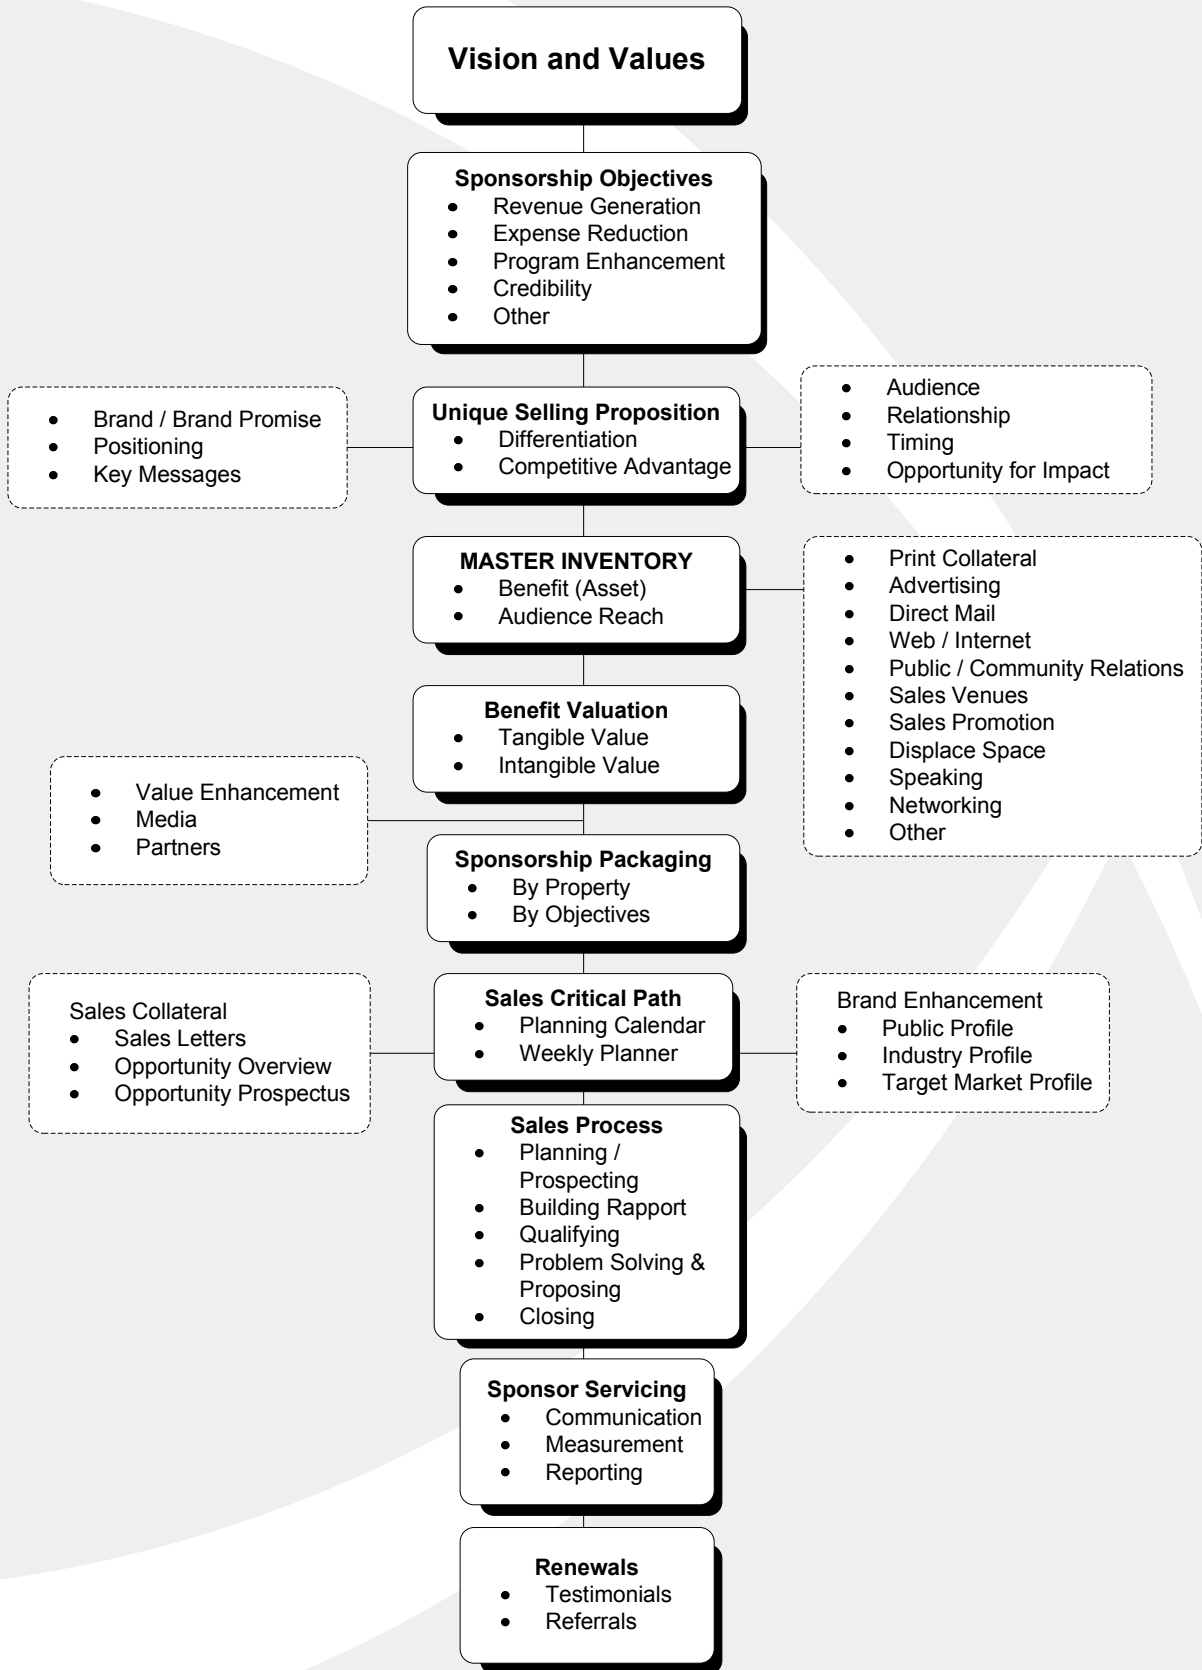 Vision and Values
Sponsorship Objectives
• Revenue Generation
• Expense Reduction
• Program Enhancement
• Credibility
• Other
• Brand / Brand Promise
• Positioning
• Key Messages
Unique Selling Proposition
• Differentiation
• Competitive Advantage
• Audience
• Relationship
• Timing
• Opportunity for Impact
MASTER INVENTORY
• Benefit (Asset)
• Audience Reach
• Print Collateral
• Advertising
• Direct Mail
• Web / Internet
• Public / Community Relations
• Sales Venues
• Sales Promotion
• Displace Space
• Speaking
• Networking
• Other
Benefit Valuation
• Tangible Value
• Intangible Value
• Value Enhancement
• Media
• Partners
Sponsorship Packaging
• By Property
• By Objectives
Sales Collateral
• Sales Letters
• Opportunity Overview
• Opportunity Prospectus
Sales Critical Path
• Planning Calendar
• Weekly Planner
Brand Enhancement
• Public Profile
• Industry Profile
• Target Market Profile
Sales Process
• Planning /
Prospecting
• Building Rapport
• Qualifying
• Problem Solving &
Proposing
• Closing
Sponsor Servicing
• Communication
• Measurement
• Reporting
Renewals
• Testimonials
• Referrals